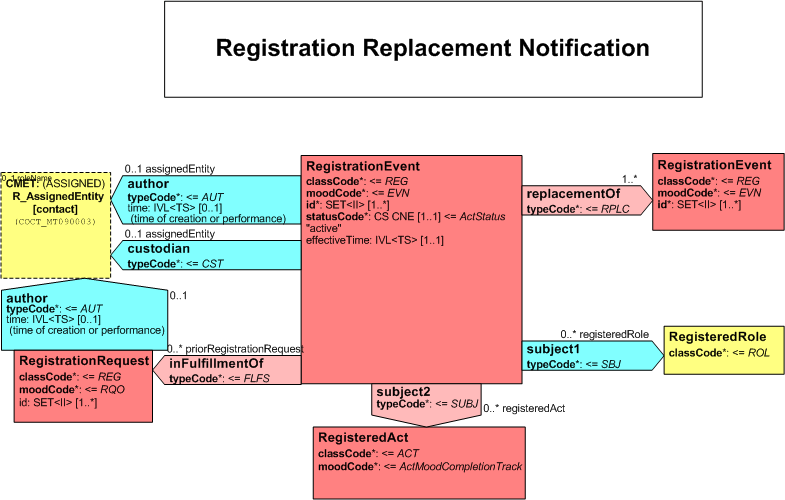 Registration Replacement Notification
0..1 roleName
CMET: (ASSIGNED)
R_AssignedEntity
[contact]
(COCT_MT090003)
0..1 assignedEntity
author
typeCode*: <= AUT
time: IVL<TS> [0..1]
(time of creation or performance)
0..1 assignedEntity
custodian
typeCode*: <= CST
RegistrationEvent
classCode*: <= REG
moodCode*: <= EVN
id*: SET<II> [1..*]
statusCode*: CS CNE [1..1] <= ActStatus
"active"
effectiveTime: IVL<TS> [1..1]
1..*
replacementOf
typeCode*: <= RPLC
RegistrationEvent
classCode*: <= REG
moodCode*: <= EVN
id*: SET<II> [1..*]
author
typeCode*: <= AUT
time: IVL<TS> [0..1]
(time of creation or performance)
0..1
RegistrationRequest
classCode*: <= REG
moodCode*: <= RQO
id: SET<II> [1..*]
0..* priorRegistrationRequest
inFulfillmentOf
typeCode*: <= FLFS
0..* registeredRole
subject1
typeCode*: <= SBJ
RegisteredRole
classCode*: <= ROL
subject2
typeCode*: <= SUBJ
0..* registeredAct
RegisteredAct
classCode*: <= ACT
moodCode*: <= ActMoodCompletionTrack